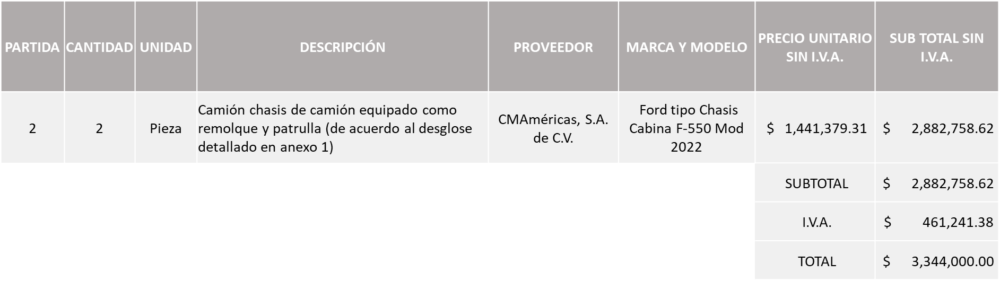 PARTIDA CANTIDAD UNIDAD DESCRIPCIÓN PROVEEDOR MARCA Y MODELO PRECIO UNITARIO SIN I.V.A. SUB TOTAL SIN I.V.A.
2 2 Pieza
Camión chasis de camión equipado como
remolque y patrulla (de acuerdo al desglose
detallado en anexo 1)
CMAméricas, S.A.
de C.V.
Ford tipo Chasis
Cabina F-550 Mod
2022
$ 1,441,379.31 $ 2,882,758.62
SUBTOTAL $ 2,882,758.62
I.V.A. $ 461,241.38
TOTAL $ 3,344,000.00